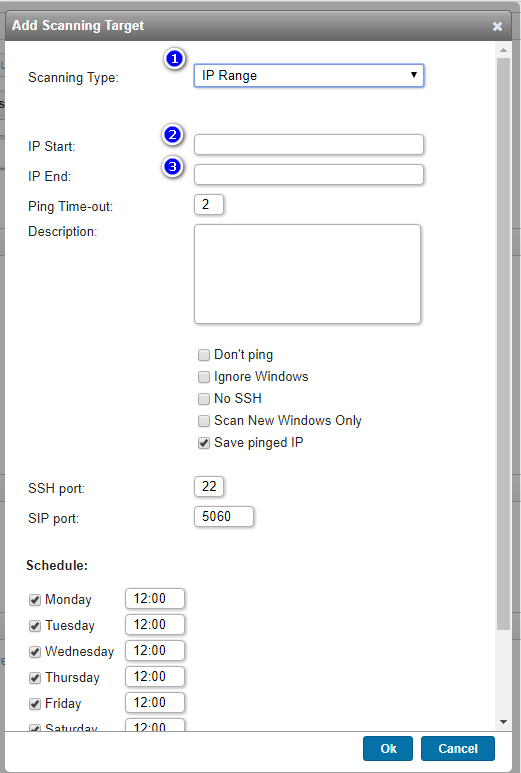 Add Scanning Target
1
Scanning Type: IP Range
2
IP Start:
3
IP End:
Ping Time-out: 2
Description:
Don't ping
Ignore Windows
No SSH
Scan New Windows Only
Save pinged IP
SSH port: 22
SIP port: 5060
Schedule:
Monday 12:00
Tuesday 12:00
Wednesday 12:00
Thursday 12:00
Friday 12:00
Saturday 12:00
Ok Cancel